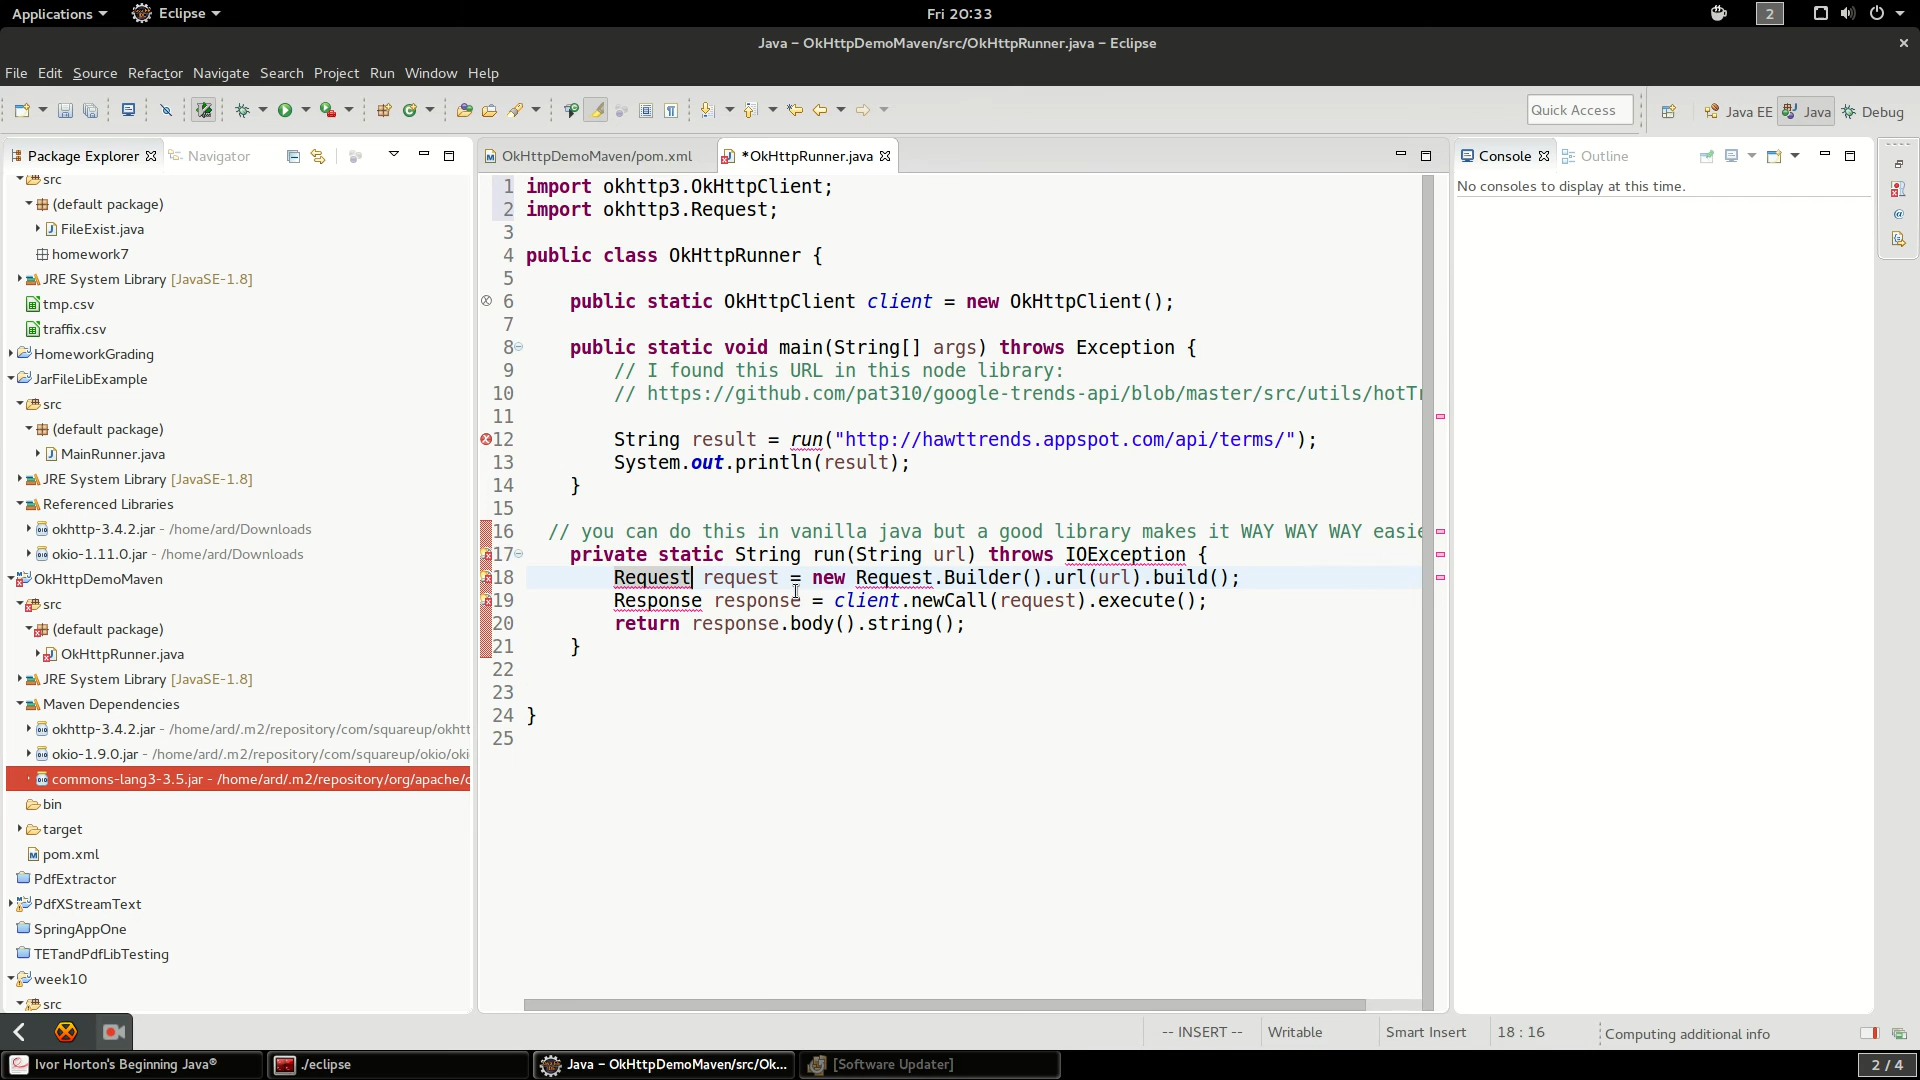 Applications
Eclipse
Fri 20:33
2
Java – OkHttpDemoMaven/src/OkHttpRunner.java – Eclipse
File Edit Source Refactor Navigate Search Project Run Window Help
Quick Access
Java EE
Java
Debug
Package Explorer
Navigator
src
(default package)
FileExist.java
homework7
JRE System Library [JavaSE-1.8]
tmp.csv
traffix.csv
HomeworkGrading
JarFileLibExample
src
(default package)
MainRunner.java
JRE System Library [JavaSE-1.8]
Referenced Libraries
okhttp-3.4.2.jar - /home/ard/Downloads
okio-1.11.0.jar - /home/ard/Downloads
OkHttpDemoMaven
src
(default package)
OkHttpRunner.java
JRE System Library [JavaSE-1.8]
Maven Dependencies
okhttp-3.4.2.jar - /home/ard/.m2/repository/com/squareup/okhtt
okio-1.9.0.jar - /home/ard/.m2/repository/com/squareup/okio/oki
commons-lang3-3.5.jar - /home/ard/.m2/repository/org/apache/c
bin
target
pom.xml
PdfExtractor
PdfXStreamText
SpringAppOne
TETandPdfLibTesting
week10
src
OkHttpDemoMaven/pom.xml
*OkHttpRunner.java
1 import okhttp3.OkHttpClient;
2 import okhttp3.Request;
3
4 public class OkHttpRunner {
5
6 public static OkHttpClient client = new OkHttpClient();
7
8 public static void main(String[] args) throws Exception {
9 // I found this URL in this node library:
10 // https://github.com/pat310/google-trends-api/blob/master/src/utils/hotTr
11
12 String result = run("http://hawttrends.appspot.com/api/terms/");
13 System.out.println(result);
14 }
15
16 // you can do this in vanilla java but a good library makes it WAY WAY WAY easie
17 private static String run(String url) throws IOException {
18 Request request = new Request.Builder().url(url).build();
19 Response response = client.newCall(request).execute();
20 return response.body().string();
21 }
22
23
24 }
25
Console
Outline
No consoles to display at this time.
-- INSERT --
Writable
Smart Insert
18 : 16
Computing additional info
Ivor Horton's Beginning Java®
./eclipse
Java – OkHttpDemoMaven/src/Ok...
[Software Updater]
2 / 4